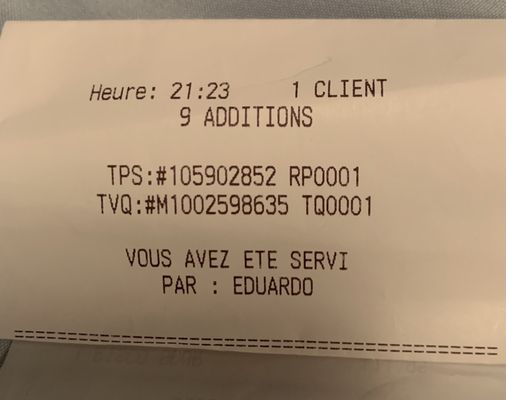 Heure: 21:23 1 CLIENT
9 ADDITIONS
TPS:#105902852 RP0001
TVQ:#M1002598635 TQ0001
VOUS AVEZ ETE SERVI
PAR : EDUARDO
==================================================